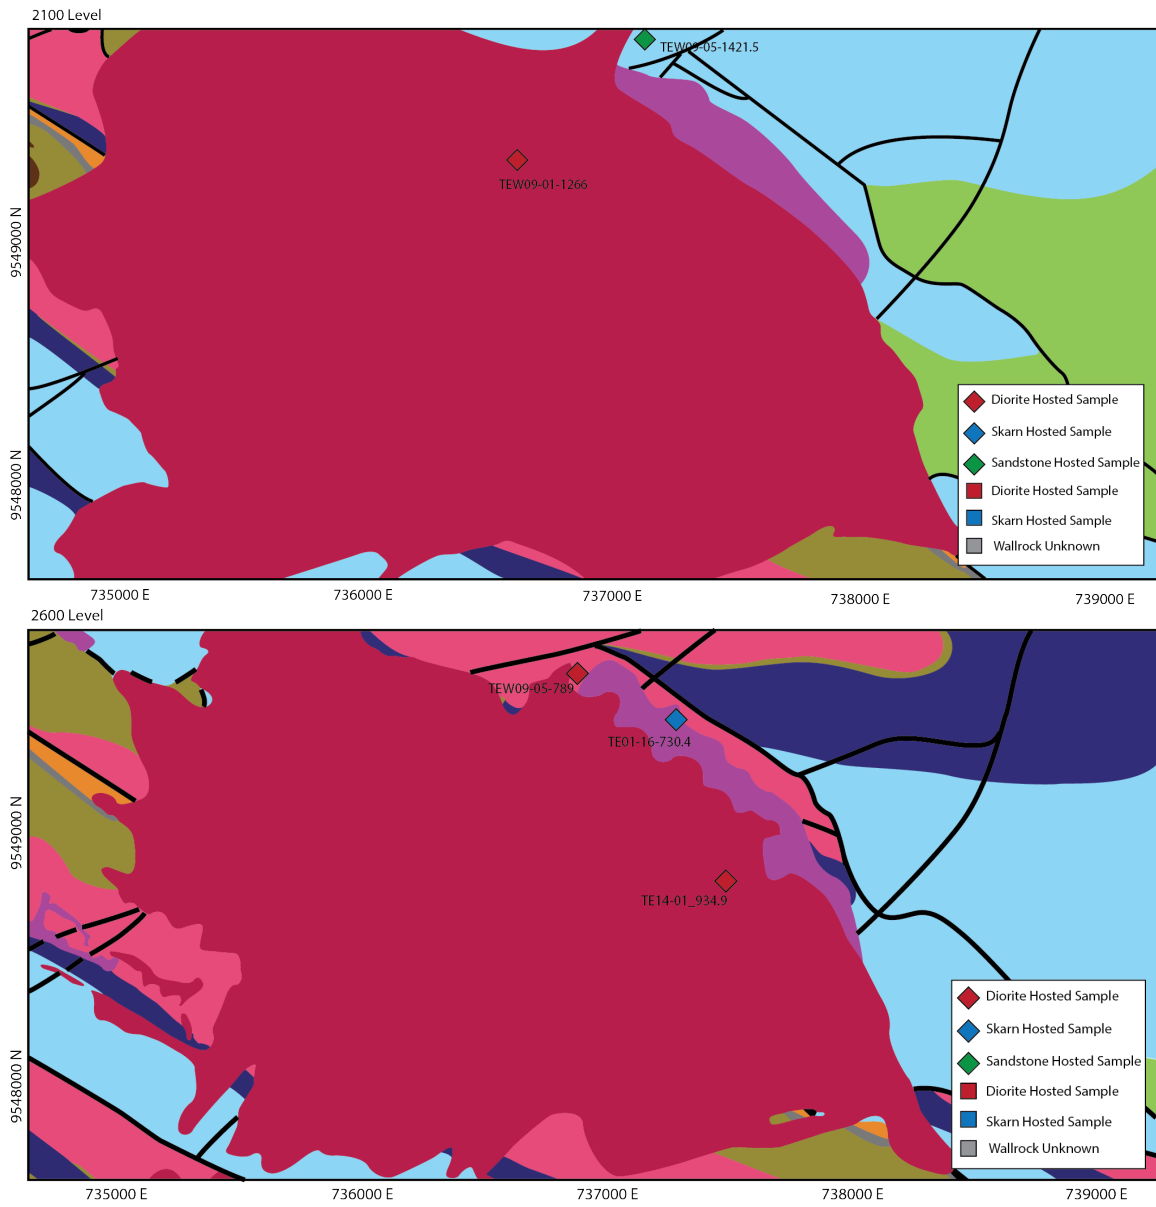 2100 Level
TEW09-05-1421.5
TEW09-01-1266
9549000 N
9548000 N
Diorite Hosted Sample
Skarn Hosted Sample
Sandstone Hosted Sample
Diorite Hosted Sample
Skarn Hosted Sample
Wallrock Unknown
735000 E
736000 E
737000 E
738000 E
739000 E
2600 Level
TEW09-05-789
TE01-16-730.4
TE14-01_934.9
9549000 N
9548000 N
Diorite Hosted Sample
Skarn Hosted Sample
Sandstone Hosted Sample
Diorite Hosted Sample
Skarn Hosted Sample
Wallrock Unknown
735000 E
736000 E
737000 E
738000 E
739000 E